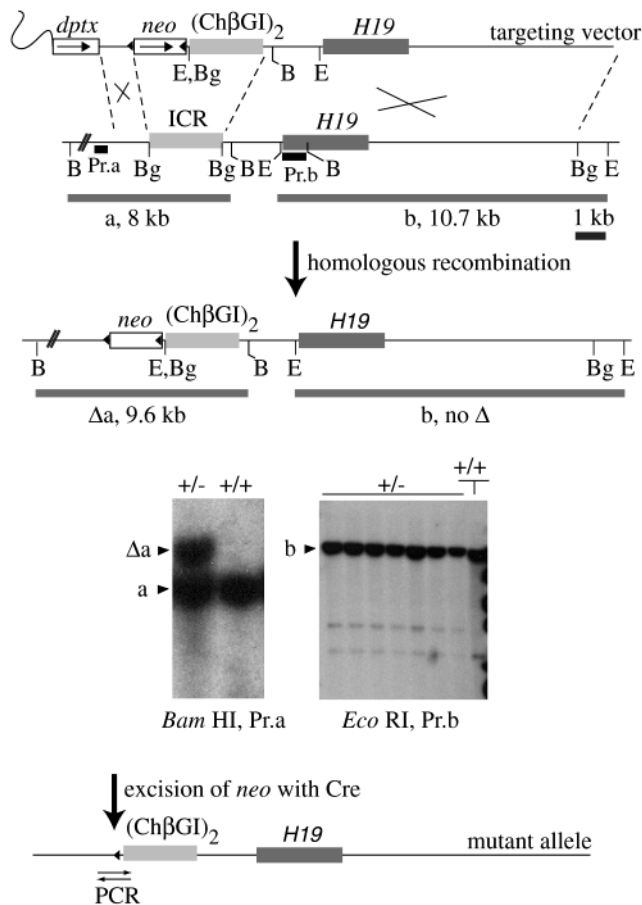 dptx neo (ChβGI)2 H19 targeting vector
E,Bg B E
ICR H19
B Pr.a Bg Bg B E Pr.b B Bg E
a, 8 kb b, 10.7 kb 1 kb
homologous recombination
neo (ChβGI)2 H19
B E,Bg B E Bg E
Δa, 9.6 kb b, no Δ
+/- +/+ +/- +/+
Δa
a
b
Bam HI, Pr.a Eco RI, Pr.b
excision of neo with Cre
(ChβGI)2 H19 mutant allele
PCR